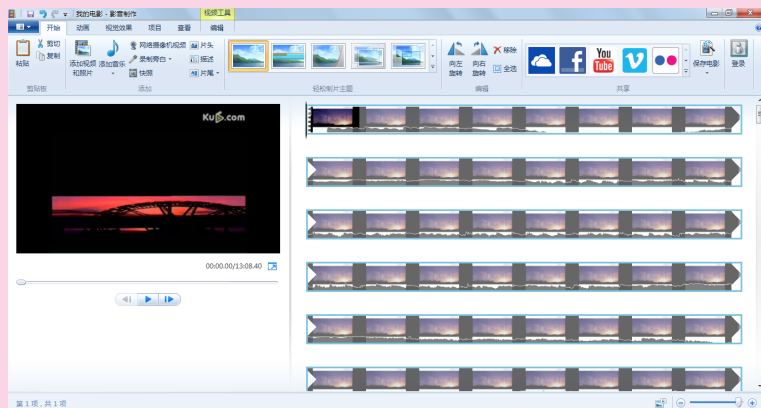 我的电影 - 影音制作
视频工具
开始 动画 视觉效果 项目 查看 编辑
粘贴
剪切
复制
添加视频和照片
添加音乐
网络摄像机视频
录制旁白
快照
片头
描述
片尾
向左旋转
向右旋转
移除
全选
You
Tube
保存电影
登录
剪贴板 添加 轻松制片主题 编辑 共享
Ku6.com
00:00.00/13:08.40
第 1 项，共 1 项